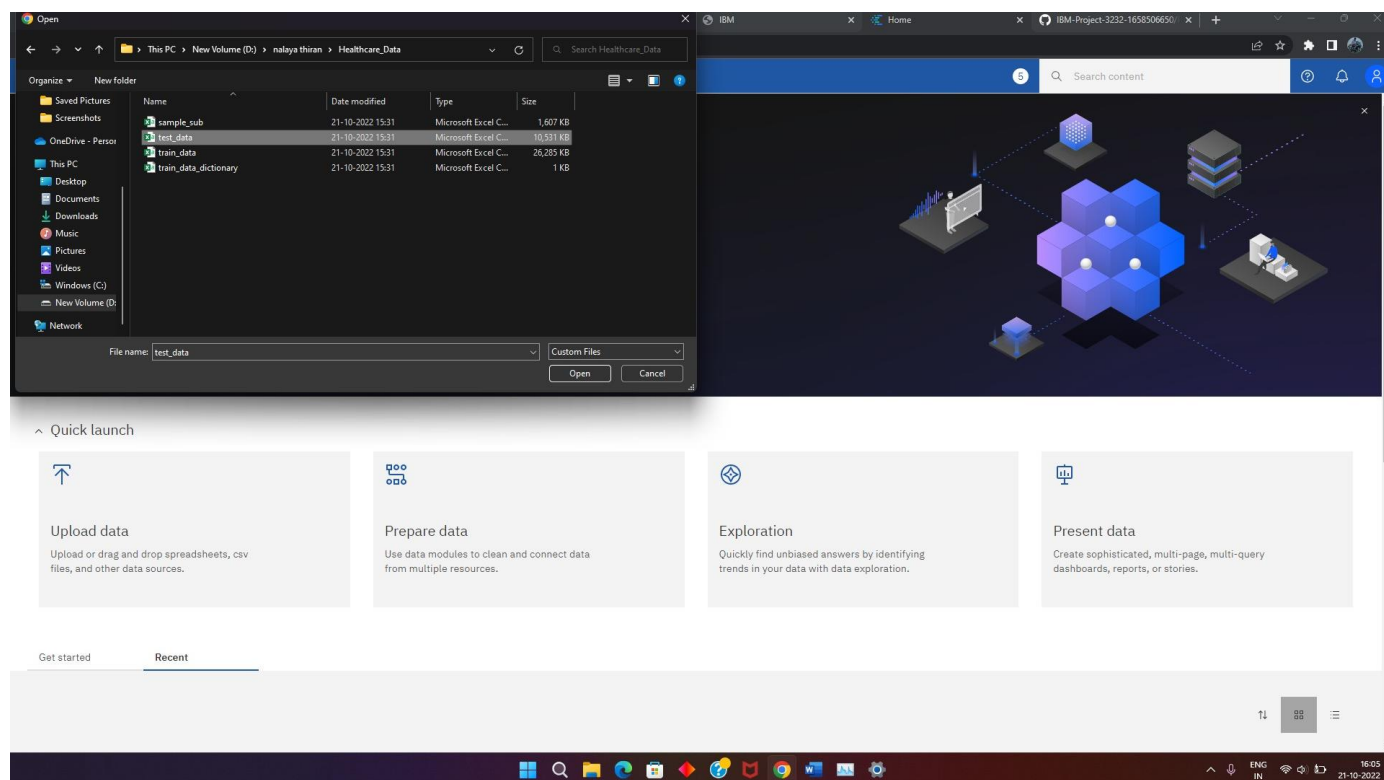 Open
IBM
Home
IBM-Project-3232-1658506650/
This PC > New Volume (D:) > nalaya thiran > Healthcare_Data
Search Healthcare_Data
Organize
New folder
5
Search content
Saved Pictures
Screenshots
OneDrive - Person
This PC
Desktop
Documents
Downloads
Music
Pictures
Videos
Windows (C:)
New Volume (D:
Network
Name Date modified Type Size
sample_sub 21-10-2022 15:31 Microsoft Excel C... 1,607 KB
test_data 21-10-2022 15:31 Microsoft Excel C... 10,531 KB
train_data 21-10-2022 15:31 Microsoft Excel C... 26,285 KB
train_data_dictionary 21-10-2022 15:31 Microsoft Excel C... 1 KB
File name: test_data
Custom Files
Open Cancel
Quick launch
Upload data
Upload or drag and drop spreadsheets, csv
files, and other data sources.
Prepare data
Use data modules to clean and connect data
from multiple resources.
Exploration
Quickly find unbiased answers by identifying
trends in your data with data exploration.
Present data
Create sophisticated, multi-page, multi-query
dashboards, reports, or stories.
Get started Recent
ENG
IN
16:05
21-10-2022